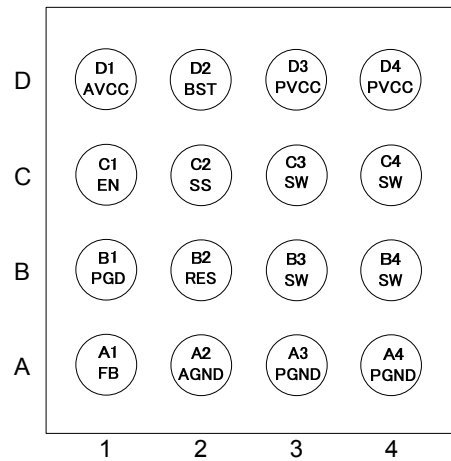 D
D1 AVCC
D2 BST
D3 PVCC
D4 PVCC
C
C1 EN
C2 SS
C3 SW
C4 SW
B
B1 PGD
B2 RES
B3 SW
B4 SW
A
A1 FB
A2 AGND
A3 PGND
A4 PGND
1 2 3 4